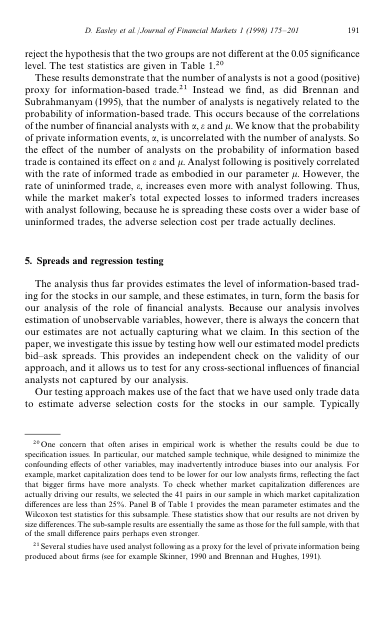 D. Easley et al./Journal of Financial Markets 1 (1998) 175–201 191
reject the hypothesis that the two groups are not different at the 0.05 significance
level. The test statistics are given in Table 1.²⁰
These results demonstrate that the number of analysts is not a good (positive)
proxy for information-based trade.²¹ Instead we find, as did Brennan and
Subrahmanyam (1995), that the number of analysts is negatively related to the
probability of information-based trade. This occurs because of the correlations
of the number of financial analysts with α, ε and μ. We know that the probability
of private information events, α, is uncorrelated with the number of analysts. So
the effect of the number of analysts on the probability of information based
trade is contained its effect on ε and μ. Analyst following is positively correlated
with the rate of informed trade as embodied in our parameter μ. However, the
rate of uninformed trade, ε, increases even more with analyst following. Thus,
while the market maker's total expected losses to informed traders increases
with analyst following, because he is spreading these costs over a wider base of
uninformed trades, the adverse selection cost per trade actually declines.
5. Spreads and regression testing
The analysis thus far provides estimates the level of information-based trad-
ing for the stocks in our sample, and these estimates, in turn, form the basis for
our analysis of the role of financial analysts. Because our analysis involves
estimation of unobservable variables, however, there is always the concern that
our estimates are not actually capturing what we claim. In this section of the
paper, we investigate this issue by testing how well our estimated model predicts
bid–ask spreads. This provides an independent check on the validity of our
approach, and it allows us to test for any cross-sectional influences of financial
analysts not captured by our analysis.
Our testing approach makes use of the fact that we have used only trade data
to estimate adverse selection costs for the stocks in our sample. Typically
²⁰ One concern that often arises in empirical work is whether the results could be due to
specification issues. In particular, our matched sample technique, while designed to minimize the
confounding effects of other variables, may inadvertently introduce biases into our analysis. For
example, market capitalization does tend to be lower for our low analysts firms, reflecting the fact
that bigger firms have more analysts. To check whether market capitalization differences are
actually driving our results, we selected the 41 pairs in our sample in which market capitalization
differences are less than 25%. Panel B of Table 1 provides the mean parameter estimates and the
Wilcoxon test statistics for this subsample. These statistics show that our results are not driven by
size differences. The sub-sample results are essentially the same as those for the full sample, with that
of the small difference pairs perhaps even stronger.
²¹ Several studies have used analyst following as a proxy for the level of private information being
produced about firms (see for example Skinner, 1990 and Brennan and Hughes, 1991).